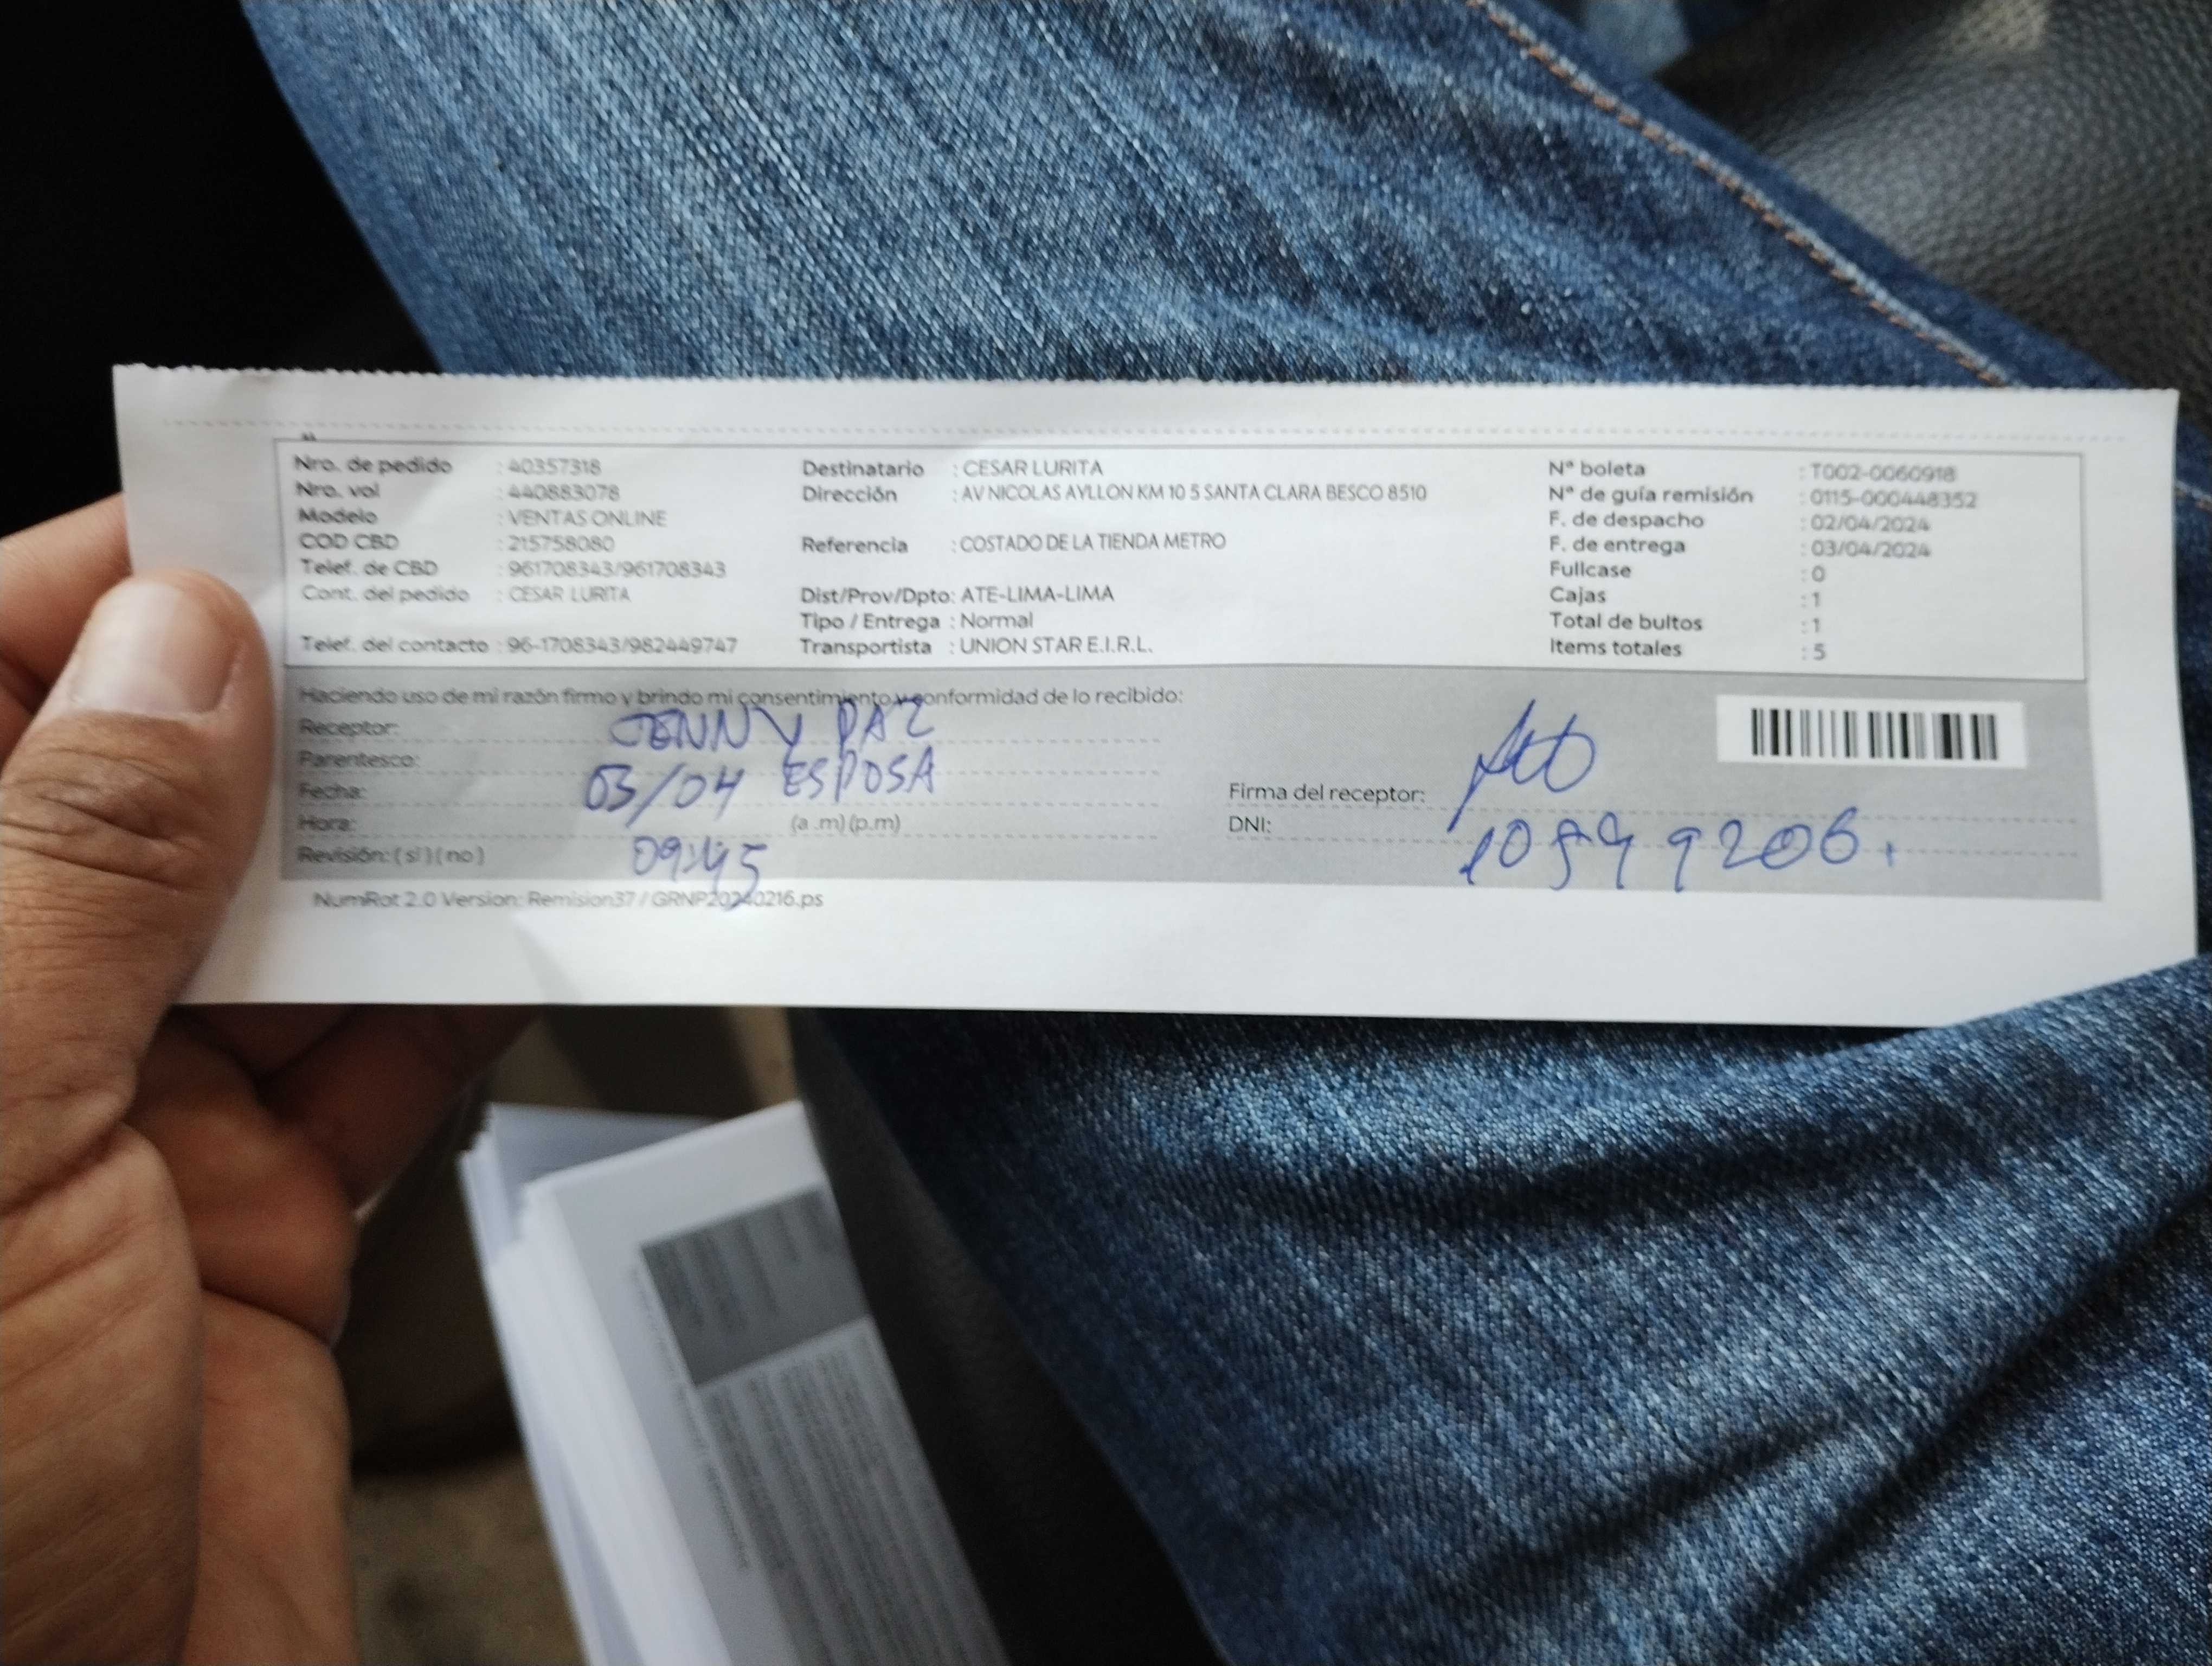 Nro. de pedido : 40357318
Nro. vol : 440883078
Modelo : VENTAS ONLINE
COD CBD : 215758080
Telef. de CBD : 961708343/961708343
Cont. del pedido : CESAR LURITA
Telef. del contacto : 96-1708343/982449747
Destinatario : CESAR LURITA
Dirección : AV NICOLAS AYLLON KM 10 5 SANTA CLARA BESCO 8510
Referencia : COSTADO DE LA TIENDA METRO
Dist/Prov/Dpto: ATE-LIMA-LIMA
Tipo / Entrega : Normal
Transportista : UNION STAR E.I.R.L.
Nª boleta : T002-0060918
Nª de guía remisión : 0115-000448352
F. de despacho : 02/04/2024
F. de entrega : 03/04/2024
Fullcase : 0
Cajas : 1
Total de bultos : 1
Items totales : 5
Haciendo uso de mi razón firmo y brindo mi consentimiento y conformidad de lo recibido:
Receptor: JENNY PAZ
Parentesco: ESPOSA
Fecha: 03/04
Hora: 09:45 (a .m) (p.m)
Revisión: ( si ) ( no )
Firma del receptor:
DNI:
NumRot 2.0 Version: Remision37 / GRNP20240216.ps